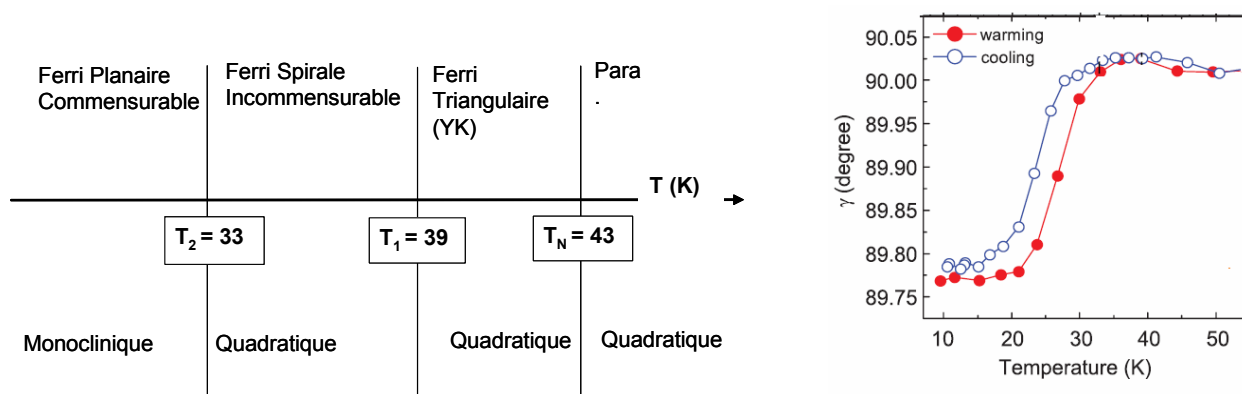 Ferri Planaire
Commensurable
Ferri Spirale
Incommensurable
Ferri
Triangulaire
(YK)
Para
.
T (K)
T₂ = 33
T₁ = 39
T_N = 43
Monoclinique
Quadratique
Quadratique
Quadratique
warming
cooling
90.05
90.00
89.95
89.90
89.85
89.80
89.75
γ (degree)
10 20 30 40 50
Temperature (K)